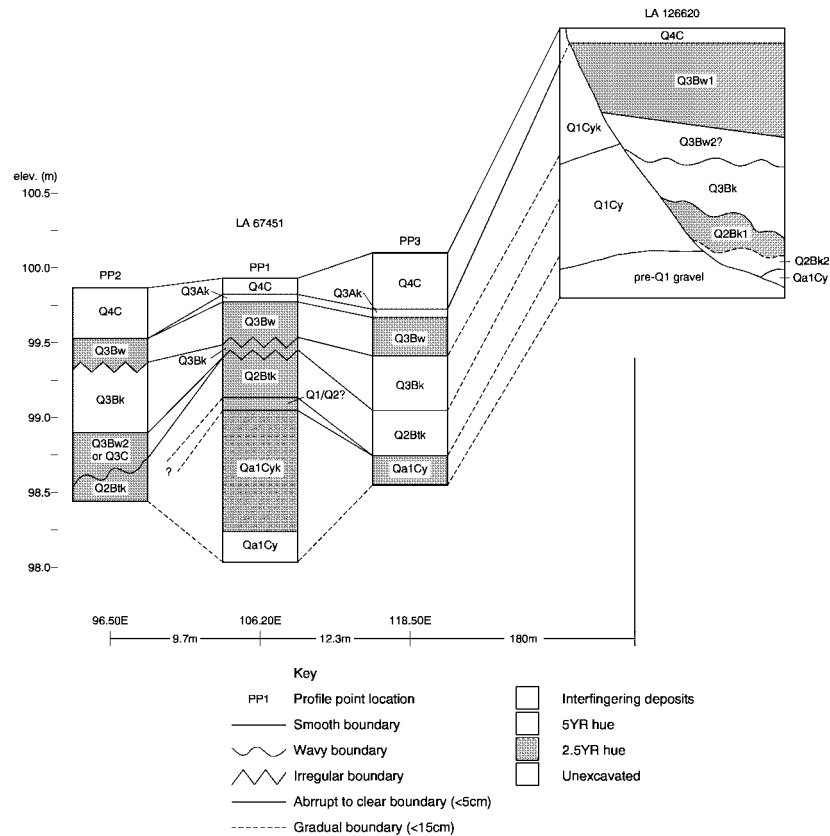 LA 126620
Q4C
Q3Bw1
Q1Cyk
Q3Bw2?
Q3Bk
Q1Cy
Q2Bk1
Q2Bk2
pre-Q1 gravel
Qa1Cy
elev. (m)
100.5
100.0
99.5
99.0
98.5
98.0
LA 67451
PP2
Q4C
Q3Bw
Q3Bk
Q3Bw2
or Q3C
Q2Btk
?
PP1
Q3Ak
Q4C
Q3Bw
Q3Bk
Q2Btk
Q1/Q2?
Qa1Cyk
Qa1Cy
PP3
Q4C
Q3Ak
Q3Bw
Q3Bk
Q2Btk
Qa1Cy
96.50E 106.20E 118.50E
9.7m 12.3m 180m
Key
PP1 Profile point location
Smooth boundary
Wavy boundary
Irregular boundary
Abrrupt to clear boundary (<5cm)
Gradual boundary (<15cm)
Interfingering deposits
5YR hue
2.5YR hue
Unexcavated